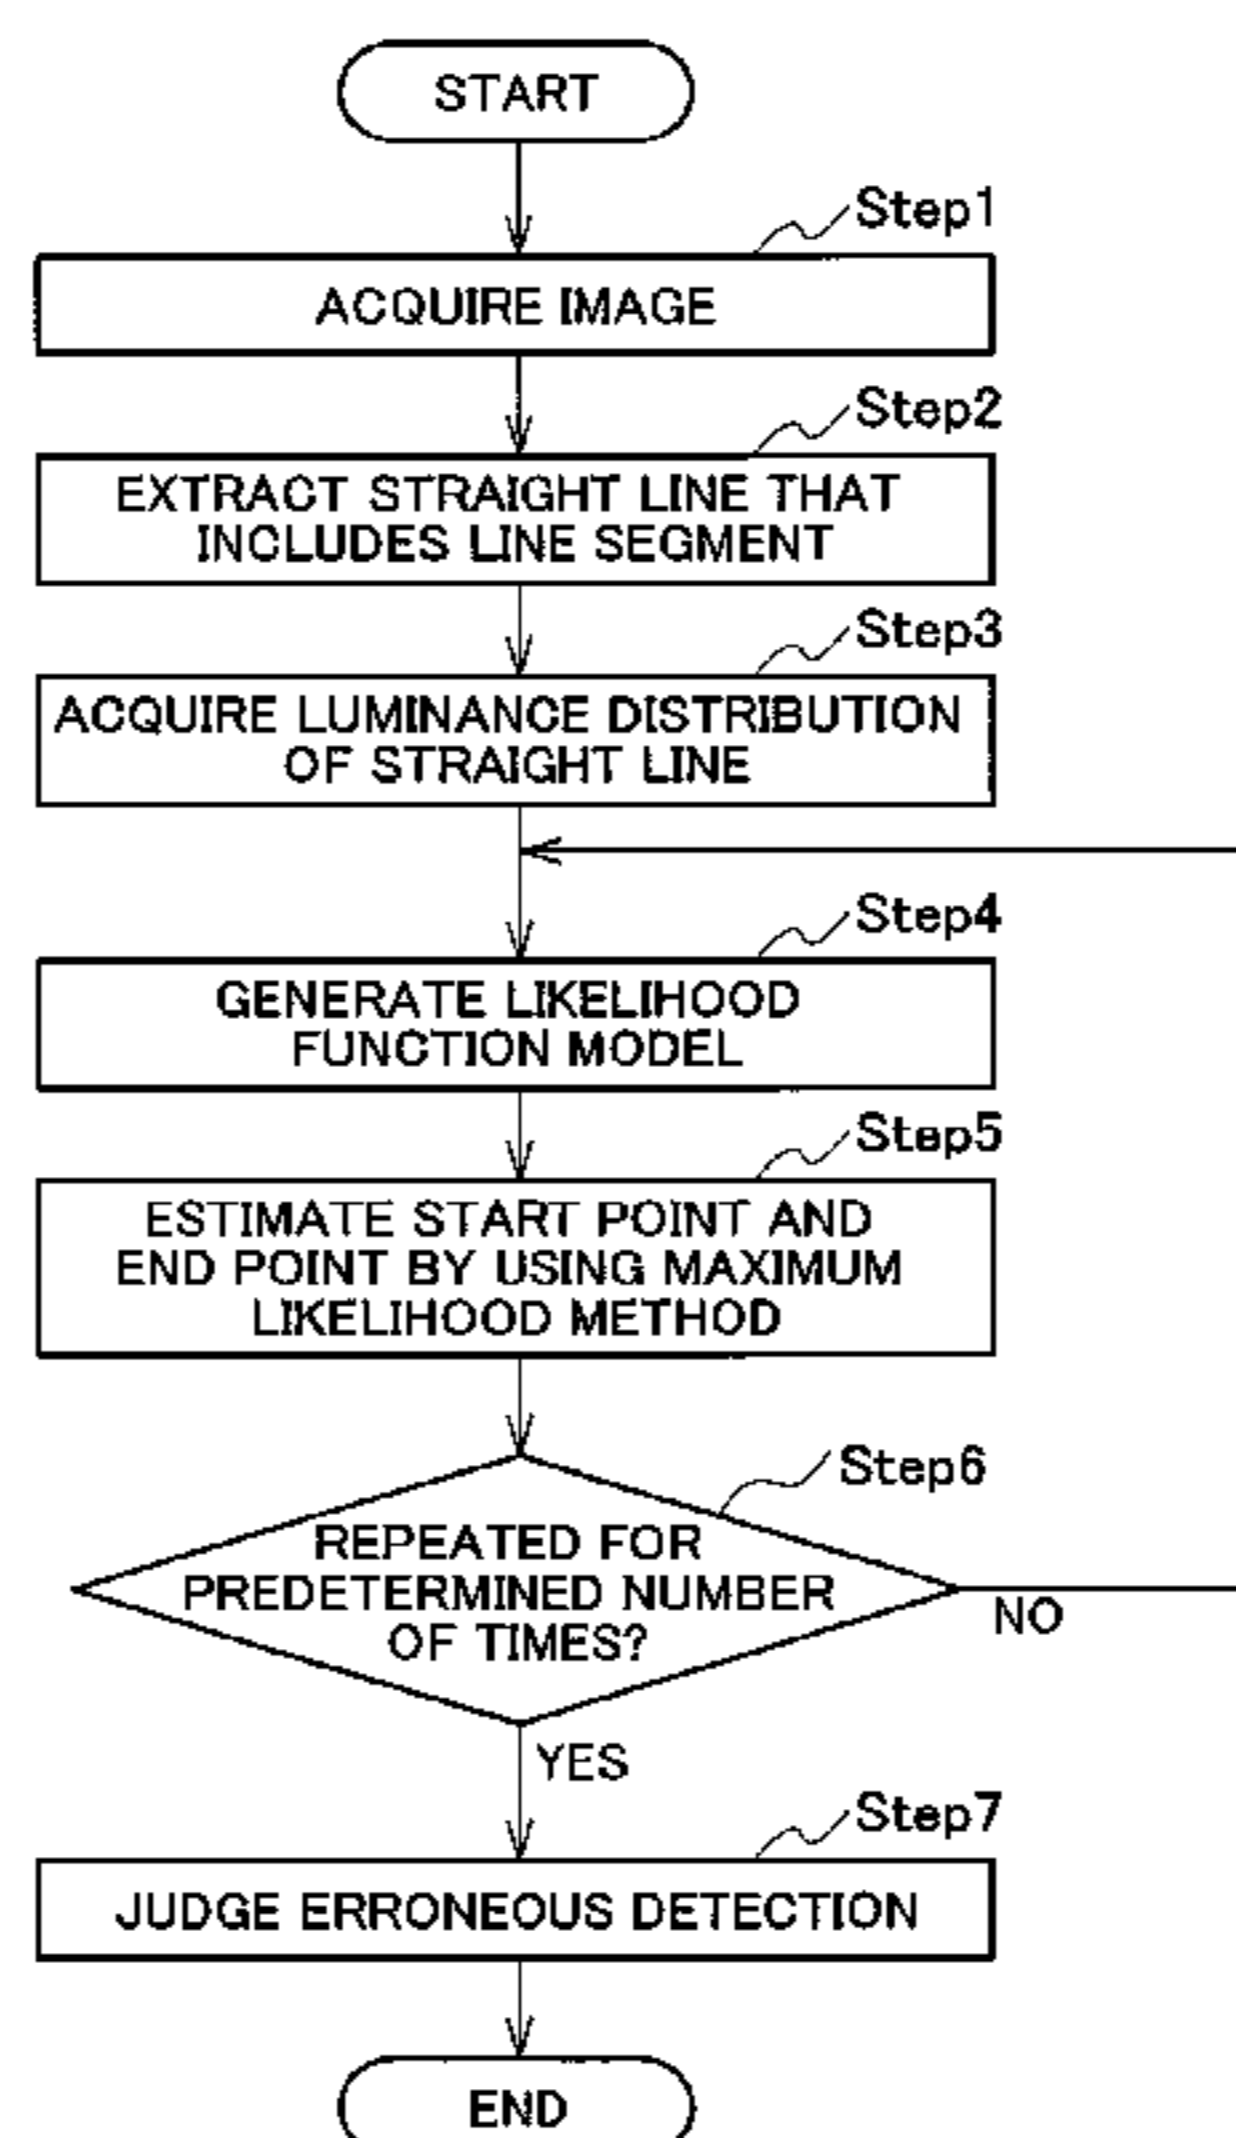 START
Step1
ACQUIRE IMAGE
Step2
EXTRACT STRAIGHT LINE THAT
INCLUDES LINE SEGMENT
Step3
ACQUIRE LUMINANCE DISTRIBUTION
OF STRAIGHT LINE
Step4
GENERATE LIKELIHOOD
FUNCTION MODEL
Step5
ESTIMATE START POINT AND
END POINT BY USING MAXIMUM
LIKELIHOOD METHOD
Step6
REPEATED FOR
PREDETERMINED NUMBER
OF TIMES?
NO
YES
Step7
JUDGE ERRONEOUS DETECTION
END